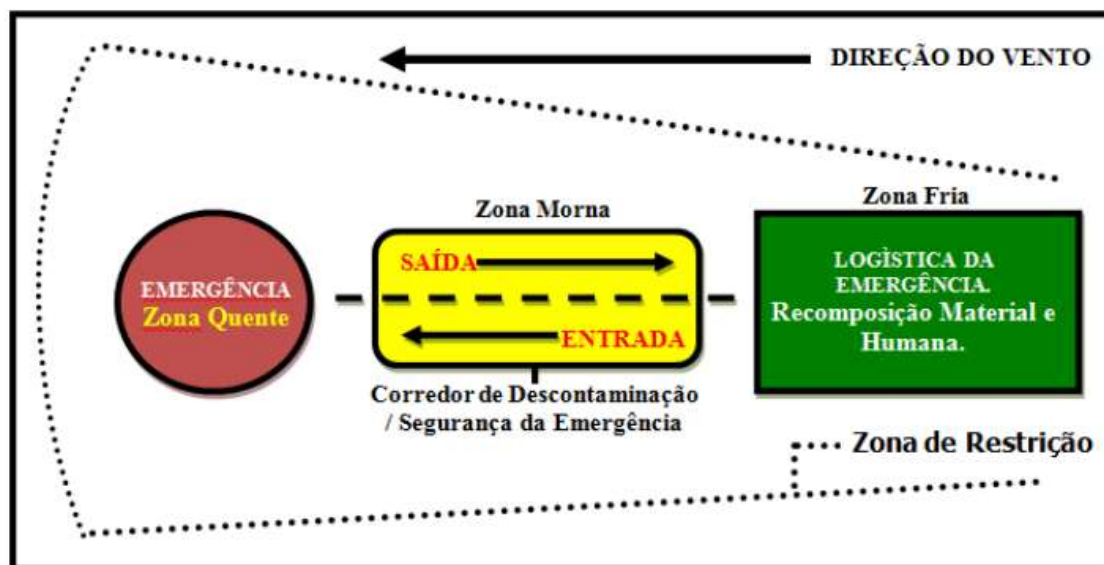 DIREÇÃO DO VENTO
Zona Morna
Zona Fria
EMERGÊNCIA
Zona Quente
SAÍDA
ENTRADA
LOGÌSTICA DA
EMERGÊNCIA.
Recomposição Material e
Humana.
Corredor de Descontaminação
/ Segurança da Emergência
Zona de Restrição